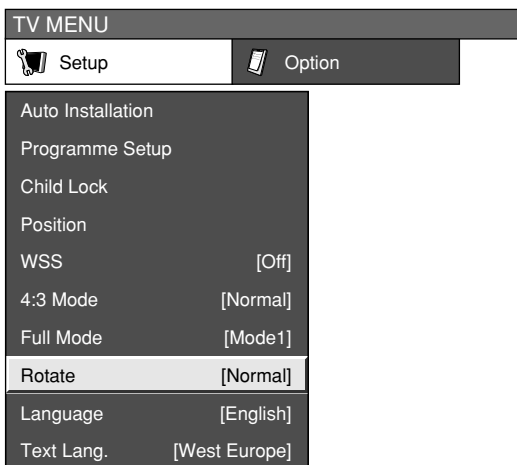 TV MENU
Setup Option
Auto Installation
Programme Setup
Child Lock
Position
WSS [Off]
4:3 Mode [Normal]
Full Mode [Mode1]
Rotate [Normal]
Language [English]
Text Lang. [West Europe]